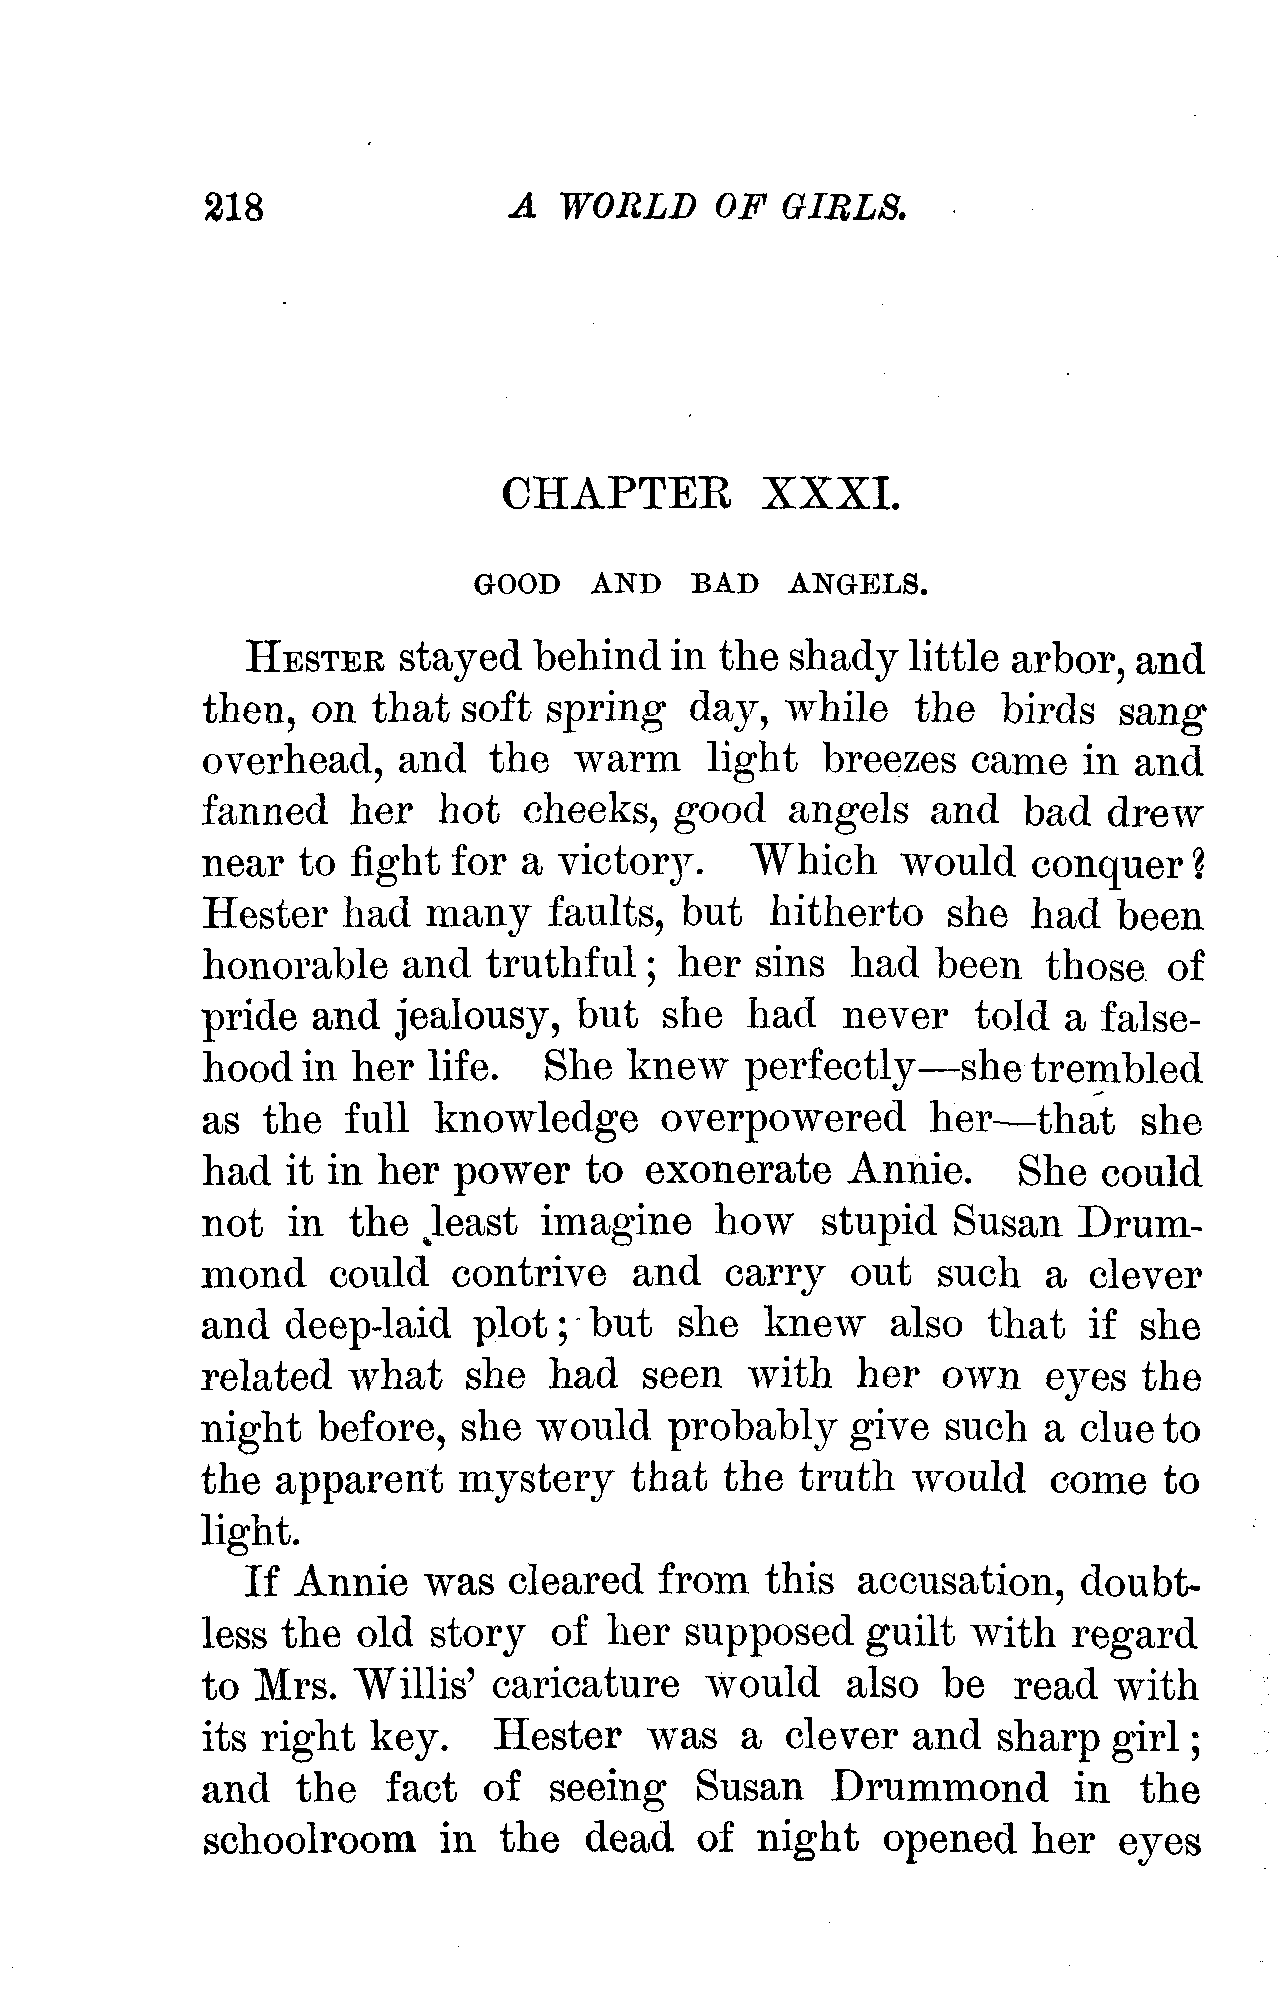 218 A WORLD OF GIRLS.
CHAPTER XXXI.
GOOD AND BAD ANGELS.
HESTER stayed behind in the shady little arbor, and
then, on that soft spring day, while the birds sang
overhead, and the warm light breezes came in and
fanned her hot cheeks, good angels and bad drew
near to fight for a victory. Which would conquer?
Hester had many faults, but hitherto she had been
honorable and truthful; her sins had been those of
pride and jealousy, but she had never told a false-
hood in her life. She knew perfectly—she trembled
as the full knowledge overpowered her—that she
had it in her power to exonerate Annie. She could
not in the least imagine how stupid Susan Drum-
mond could contrive and carry out such a clever
and deep-laid plot; but she knew also that if she
related what she had seen with her own eyes the
night before, she would probably give such a clue to
the apparent mystery that the truth would come to
light.
If Annie was cleared from this accusation, doubt-
less the old story of her supposed guilt with regard
to Mrs. Willis' caricature would also be read with
its right key. Hester was a clever and sharp girl;
and the fact of seeing Susan Drummond in the
schoolroom in the dead of night opened her eyes